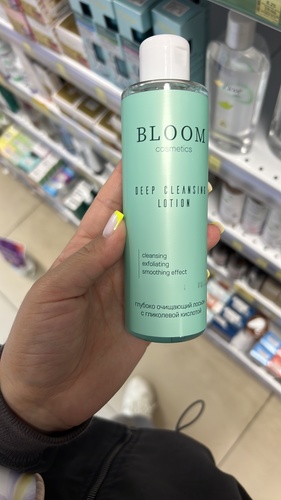 BLOOM
cosmetics
DEEP CLEANSING
LOTION
cleansing
exfoliating
smoothing effect
глубоко очищающий лосьон
с гликолевой кислотой